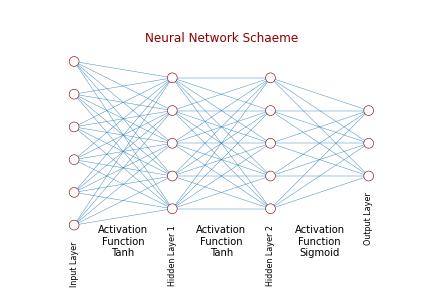 Neural Network Schaeme
Input Layer
Activation
Function
Tanh
Hidden Layer 1
Activation
Function
Tanh
Hidden Layer 2
Activation
Function
Sigmoid
Output Layer